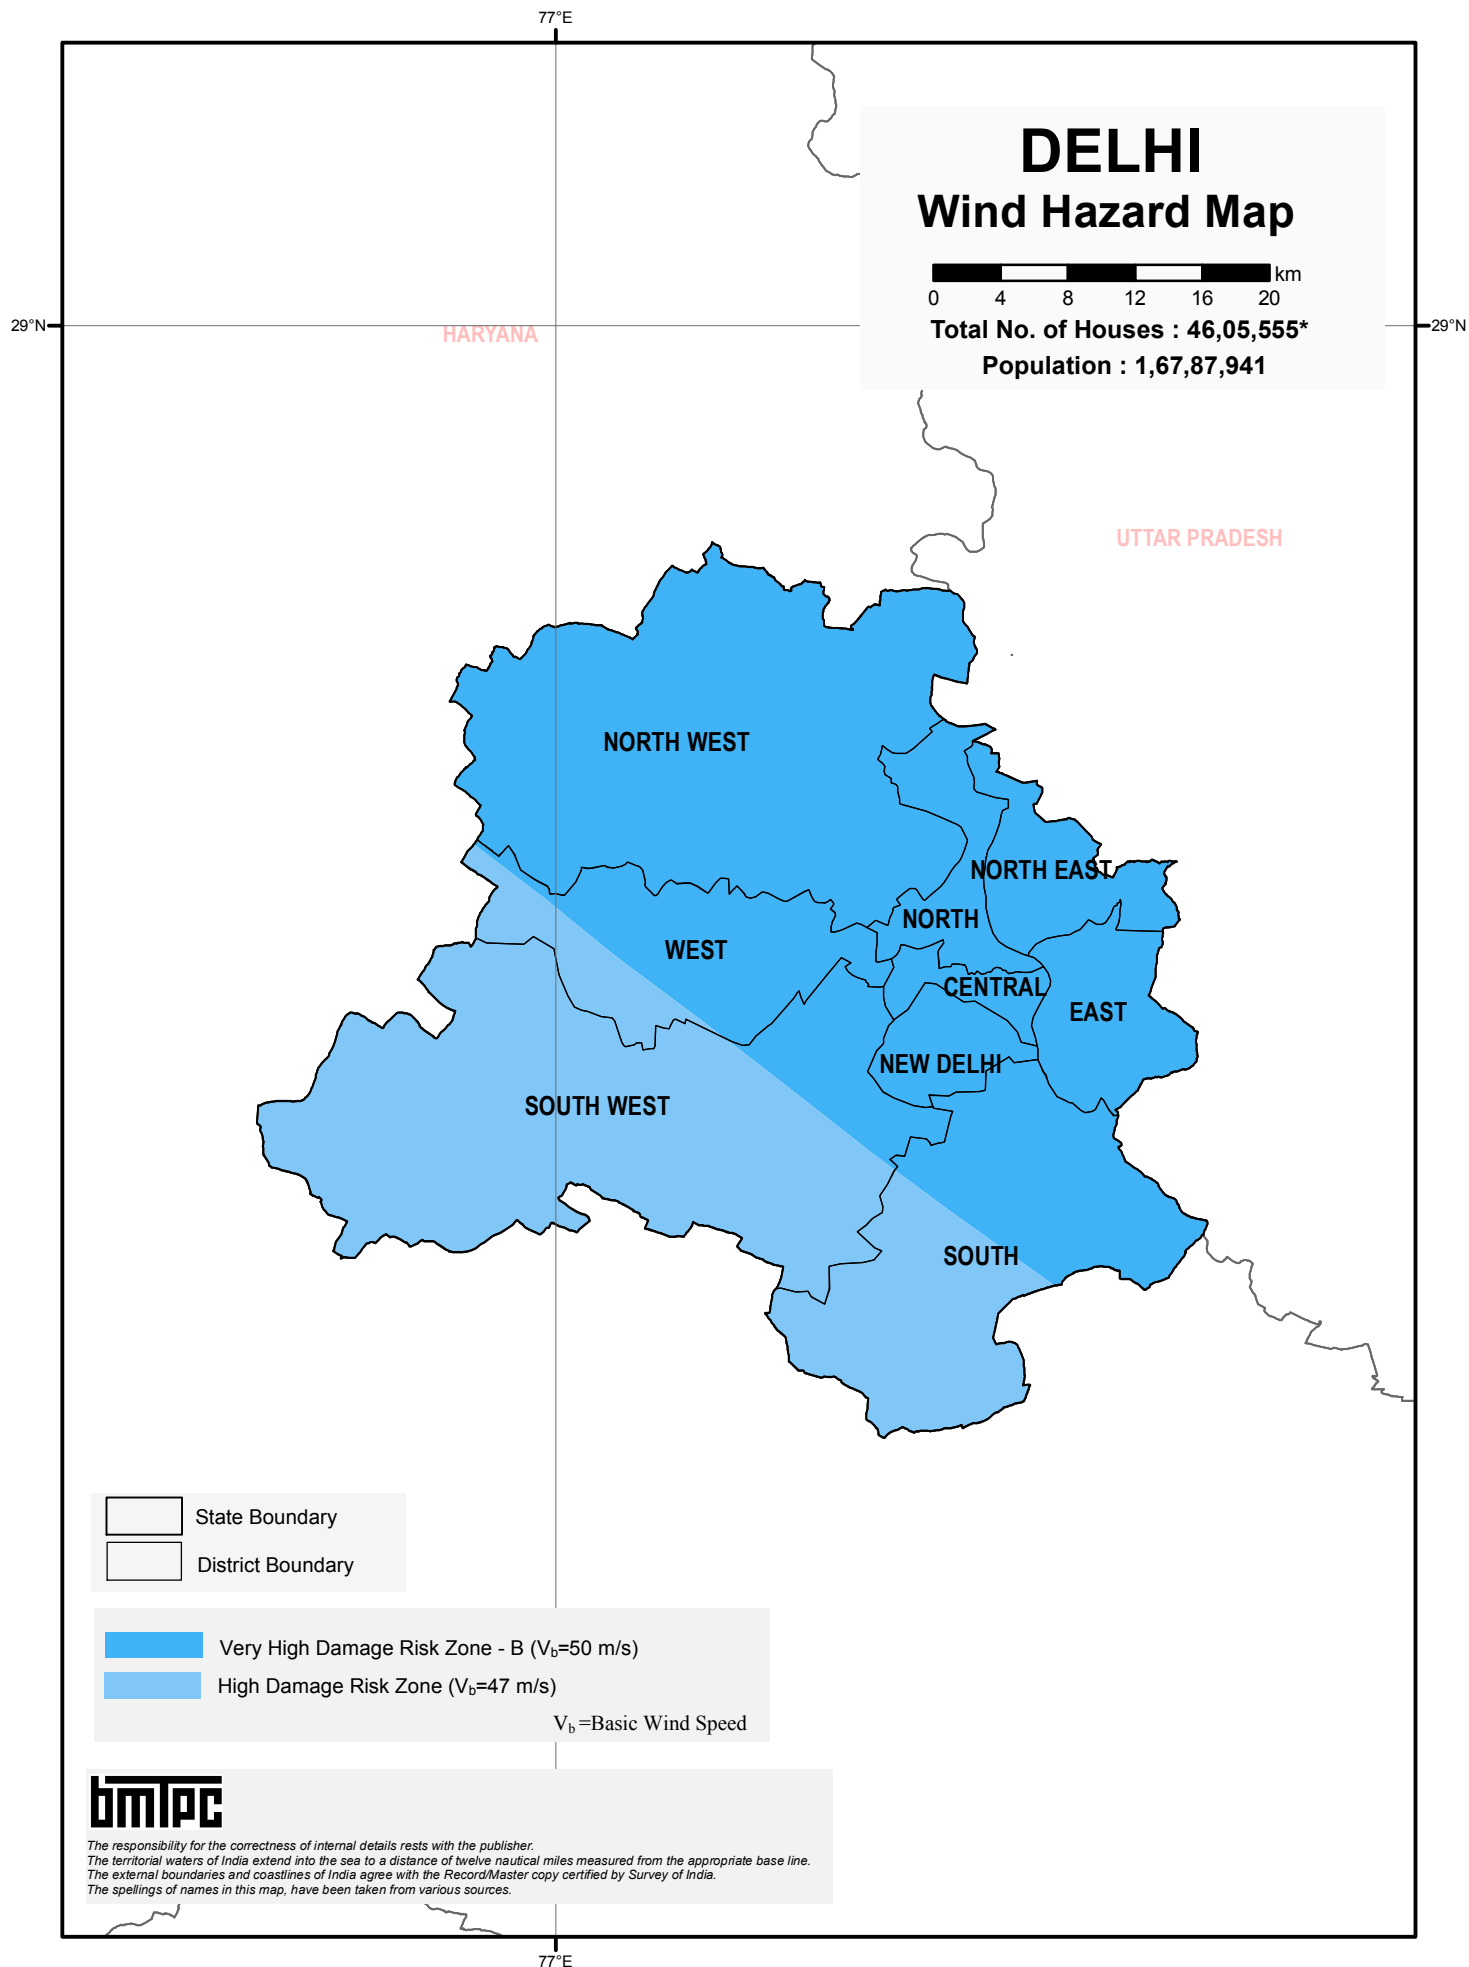 77°E
DELHI
Wind Hazard Map
km
0 4 8 12 16 20
29°N
29°N
HARYANA
Total No. of Houses : 46,05,555*
Population : 1,67,87,941
UTTAR PRADESH
NORTH WEST
NORTH EAST
NORTH
WEST
CENTRAL
EAST
NEW DELHI
SOUTH WEST
SOUTH
State Boundary
District Boundary
Very High Damage Risk Zone - B (Vb=50 m/s)
High Damage Risk Zone (Vb=47 m/s)
Vb =Basic Wind Speed
bmTpc
The responsibility for the correctness of internal details rests with the publisher.
The territorial waters of India extend into the sea to a distance of twelve nautical miles measured from the appropriate base line.
The external boundaries and coastlines of India agree with the Record/Master copy certified by Survey of India.
The spellings of names in this map, have been taken from various sources.
77°E